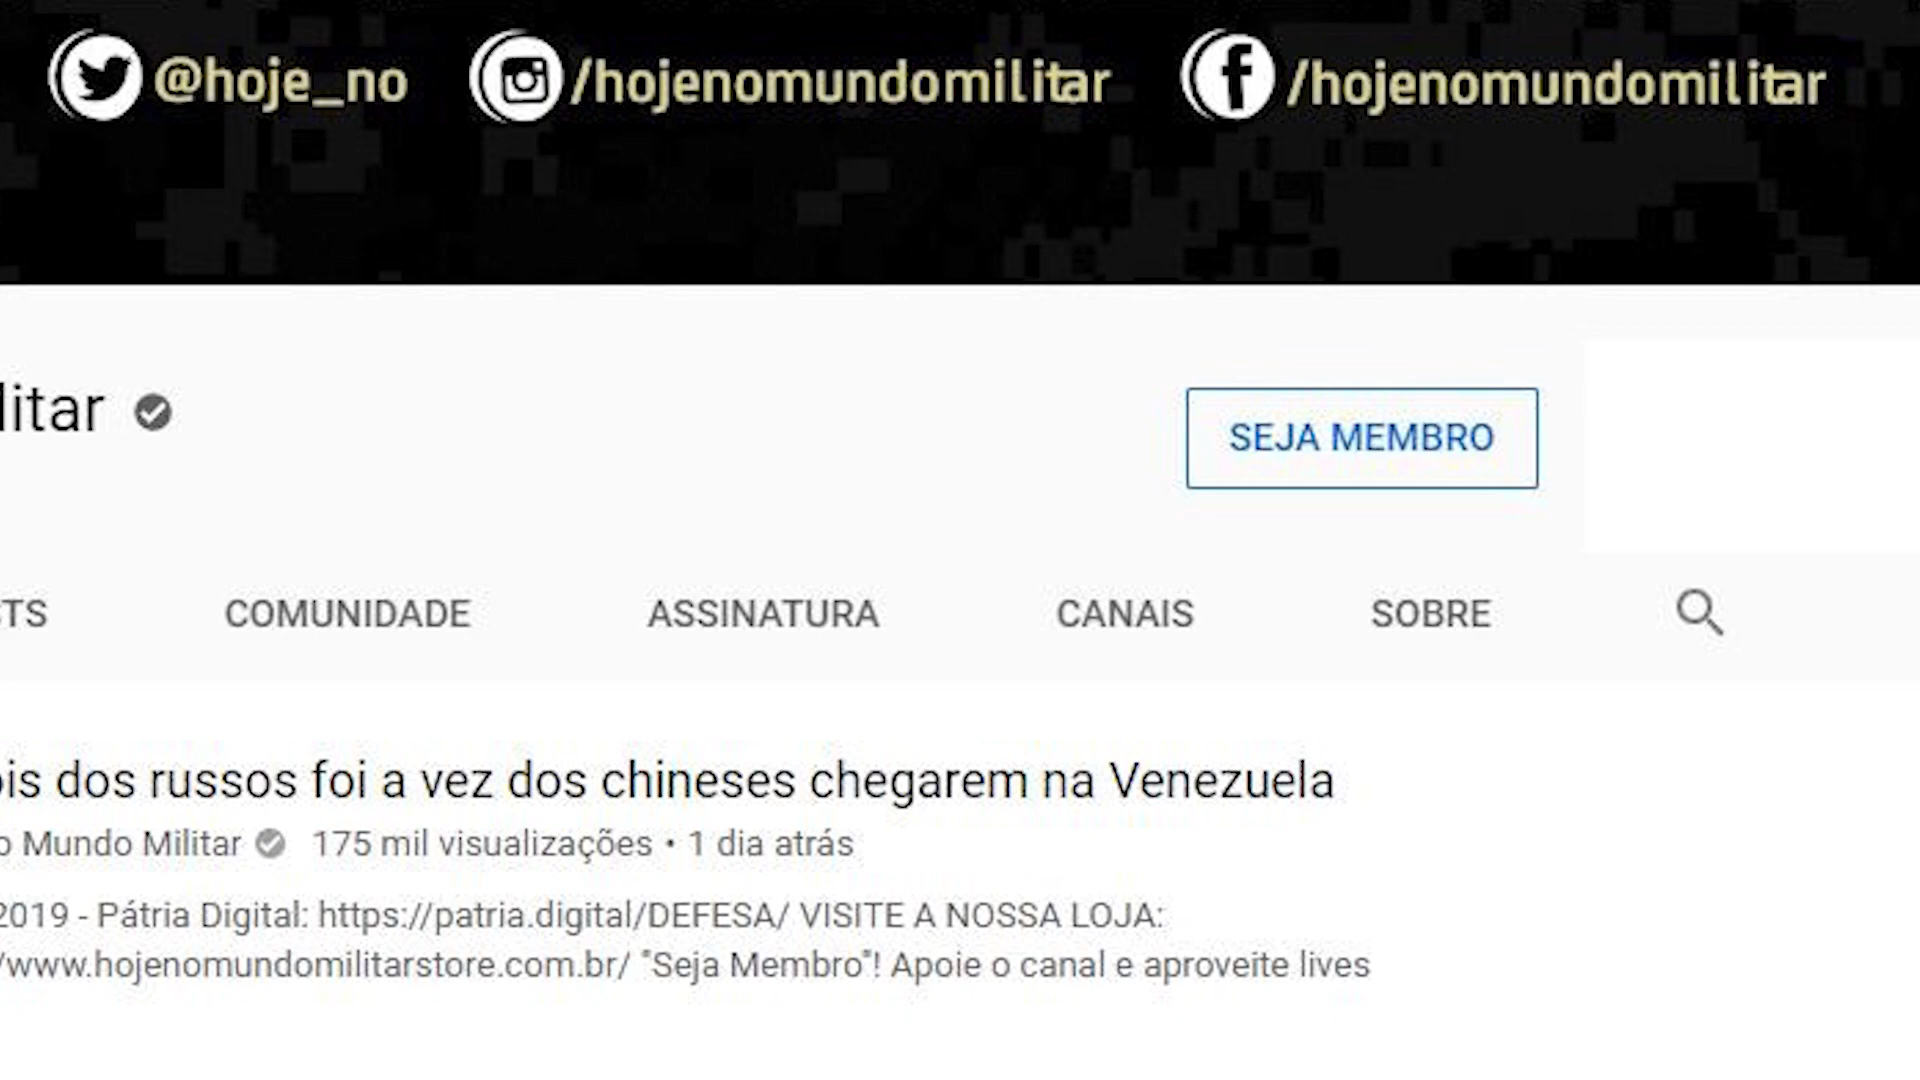 @hoje_no /hojenomundomilitar /hojenomundomilitar
litar
SEJA MEMBRO
TS COMUNIDADE ASSINATURA CANAIS SOBRE
ois dos russos foi a vez dos chineses chegarem na Venezuela
o Mundo Militar 175 mil visualizações • 1 dia atrás
2019 - Pátria Digital: https://patria.digital/DEFESA/ VISITE A NOSSA LOJA:
/www.hojenomundomilitarstore.com.br/ "Seja Membro"! Apoie o canal e aproveite lives